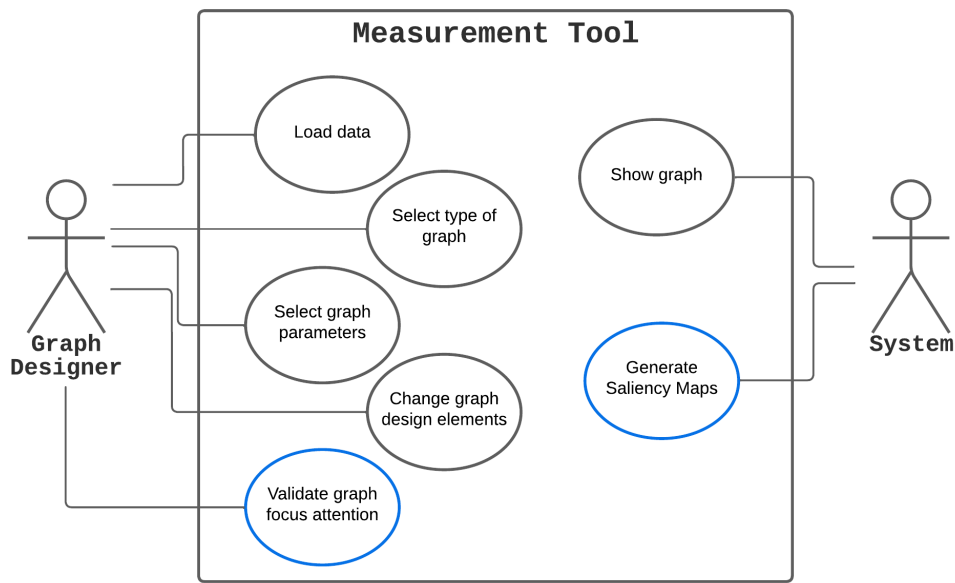 Measurement Tool
Load data
Show graph
Select type of
graph
Select graph
parameters
Graph
Designer
System
Generate
Saliency Maps
Change graph
design elements
Validate graph
focus attention